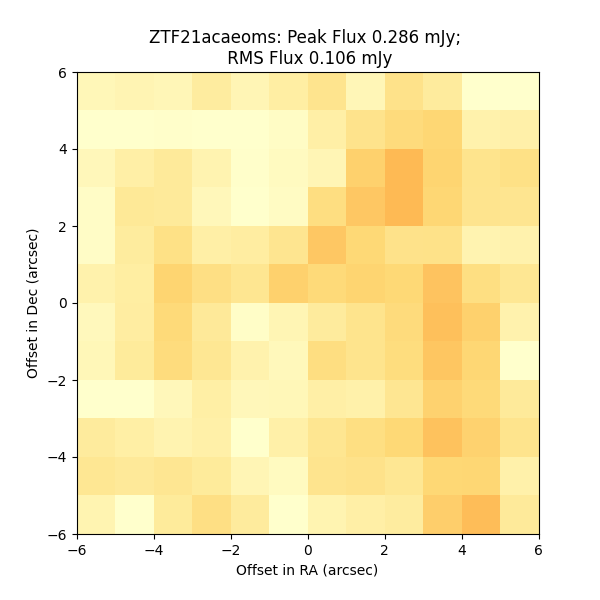 ZTF21acaeoms: Peak Flux 0.286 mJy;
RMS Flux 0.106 mJy
6
4
2
0
−2
−4
−6
Offset in Dec (arcsec)
−6 −4 −2 0 2 4 6
Offset in RA (arcsec)